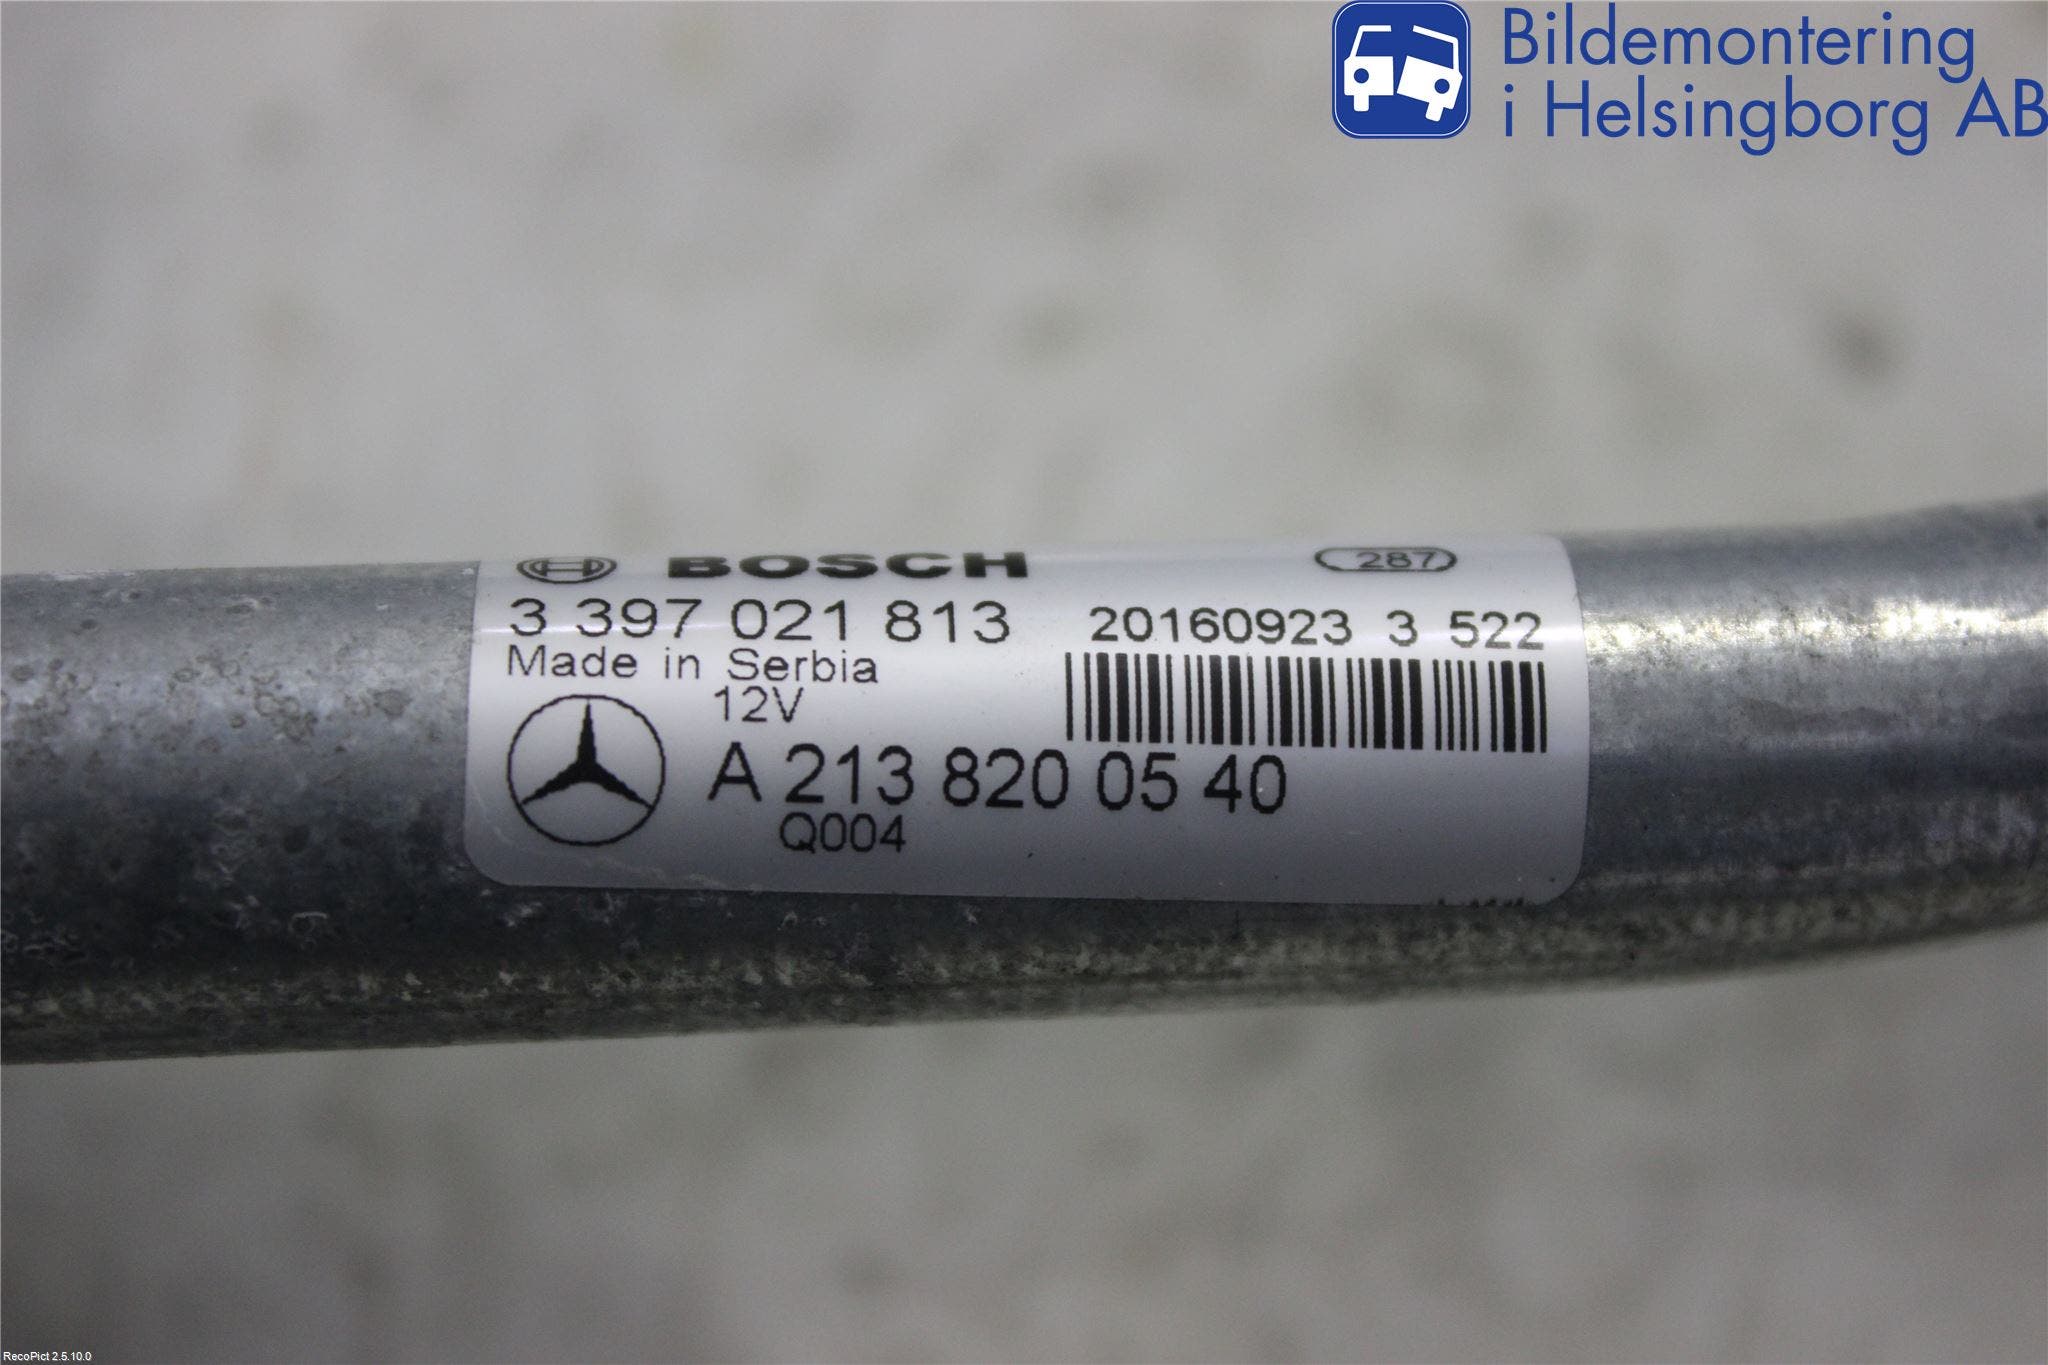 Bildemontering
i Helsingborg AB
BOSCH 287
3 397 021 813 20160923 3 522
Made in Serbia
12V
A 213 820 05 40
Q004
RecoPict 2.5.10.0